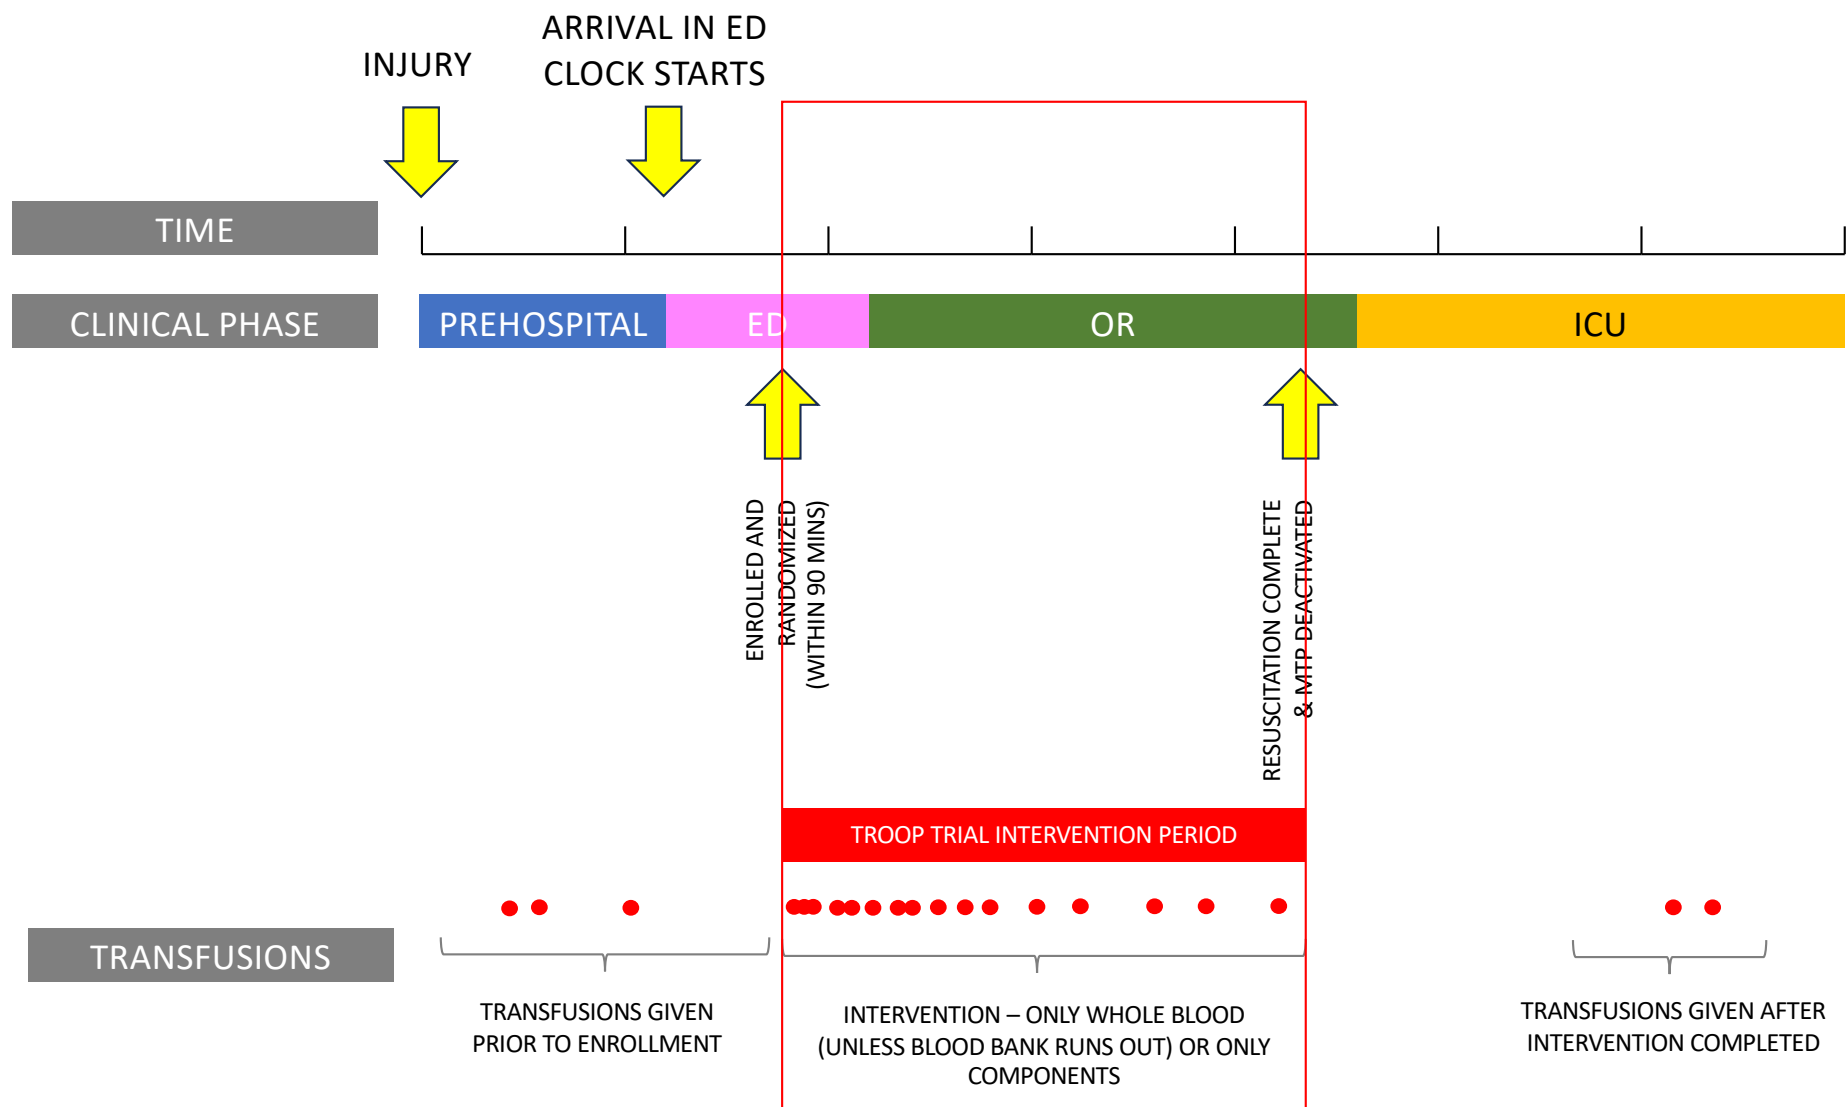 INJURY
ARRIVAL IN ED
CLOCK STARTS
TIME
CLINICAL PHASE
PREHOSPITAL
ED
OR
ICU
ENROLLED AND
RANDOMIZED
(WITHIN 90 MINS)
RESUSCITATION COMPLETE
& MTP DEACTIVATED
TROOP TRIAL INTERVENTION PERIOD
TRANSFUSIONS
TRANSFUSIONS GIVEN
PRIOR TO ENROLLMENT
INTERVENTION – ONLY WHOLE BLOOD
(UNLESS BLOOD BANK RUNS OUT) OR ONLY
COMPONENTS
TRANSFUSIONS GIVEN AFTER
INTERVENTION COMPLETED